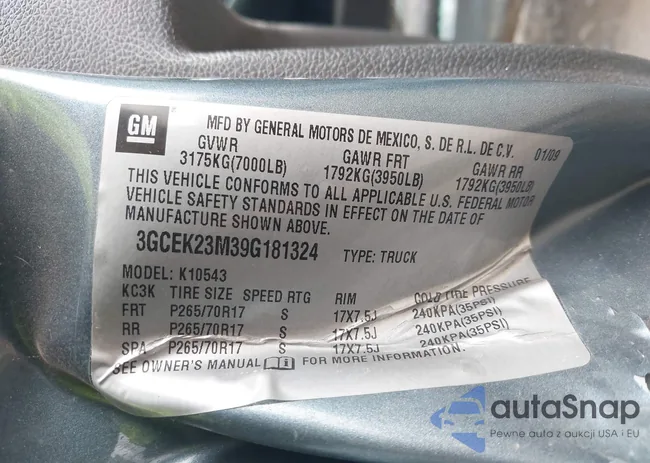 GM
MFD BY GENERAL MOTORS DE MEXICO, S. DE R.L. DE C.V. 01/09
GVWR GAWR FRT GAWR RR
3175KG(7000LB) 1792KG(3950LB) 1792KG(3950LB)
THIS VEHICLE CONFORMS TO ALL APPLICABLE U.S. FEDERAL MOTOR
VEHICLE SAFETY STANDARDS IN EFFECT ON THE DATE OF
MANUFACTURE SHOWN ABOVE.
3GCEK23M39G181324 TYPE: TRUCK
MODEL: K10543
KC3K TIRE SIZE SPEED RTG RIM COLD TIRE PRESSURE
FRT P265/70R17 S 17X7.5J 240KPA(35PSI)
RR P265/70R17 S 17X7.5J 240KPA(35PSI)
SPA P265/70R17 S 17X7.5J 240KPA(35PSI)
SEE OWNER'S MANUAL FOR MORE INFORMATION.
autaSnap
Pewne auta z aukcji USA i EU